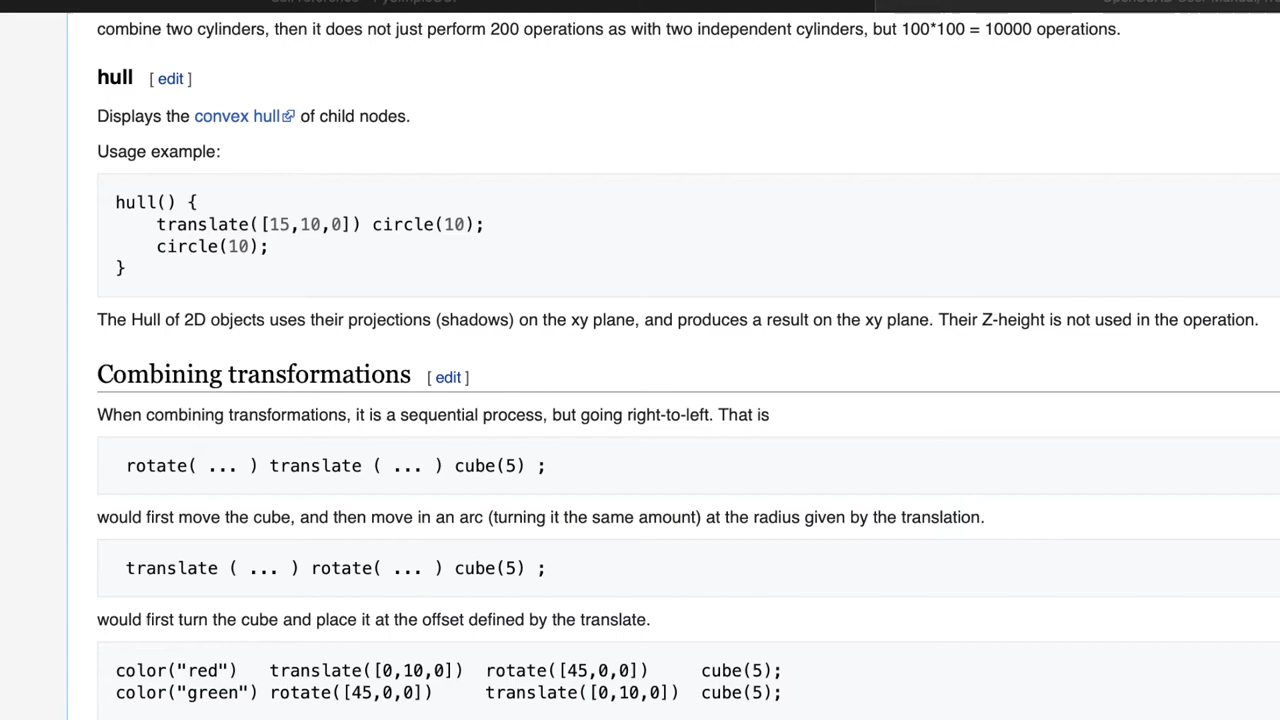 combine two cylinders, then it does not just perform 200 operations as with two independent cylinders, but 100*100 = 10000 operations.
hull [ edit ]
Displays the convex hull of child nodes.
Usage example:
hull() {
    translate([15,10,0]) circle(10);
    circle(10);
}
The Hull of 2D objects uses their projections (shadows) on the xy plane, and produces a result on the xy plane. Their Z-height is not used in the operation.
Combining transformations [ edit ]
When combining transformations, it is a sequential process, but going right-to-left. That is
rotate( ... ) translate ( ... ) cube(5) ;
would first move the cube, and then move in an arc (turning it the same amount) at the radius given by the translation.
translate ( ... ) rotate( ... ) cube(5) ;
would first turn the cube and place it at the offset defined by the translate.
color("red")   translate([0,10,0])  rotate([45,0,0])     cube(5);
color("green") rotate([45,0,0])     translate([0,10,0])  cube(5);